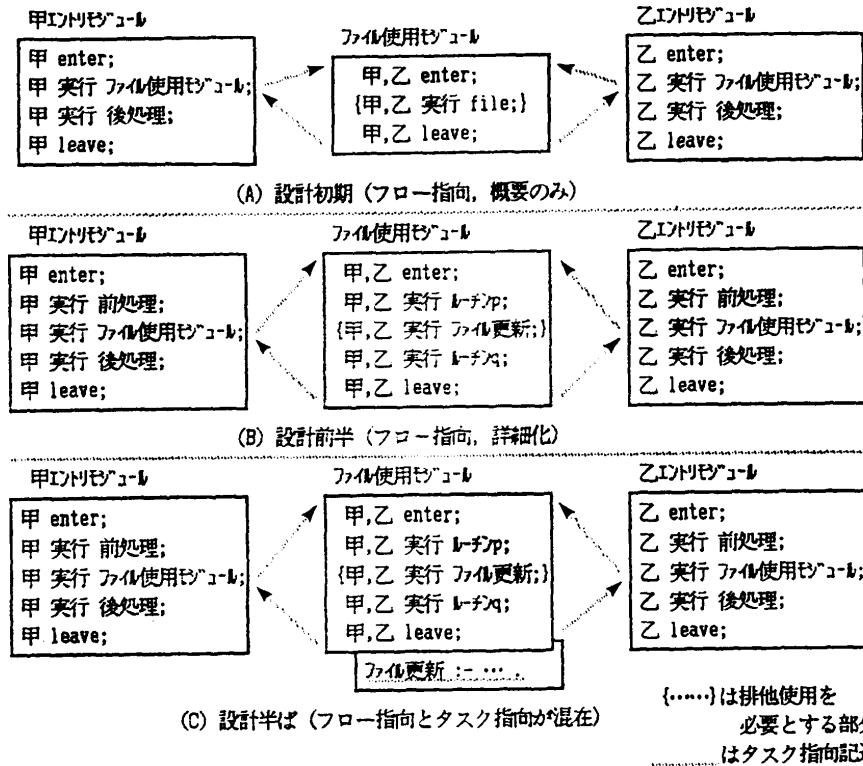 甲エントリモジュール
甲 enter;
甲 実行 ファイル使用モジュール;
甲 実行 後処理;
甲 leave;
ファイル使用モジュール
甲,乙 enter;
{甲,乙 実行 file;}
甲,乙 leave;
乙エントリモジュール
乙 enter;
乙 実行 ファイル使用モジュール;
乙 実行 後処理;
乙 leave;
(A) 設計初期（フロー指向, 概要のみ）
甲エントリモジュール
甲 enter;
甲 実行 前処理;
甲 実行 ファイル使用モジュール;
甲 実行 後処理;
甲 leave;
ファイル使用モジュール
甲,乙 enter;
甲,乙 実行 ルーチンp;
{甲,乙 実行 ファイル更新;}
甲,乙 実行 ルーチンq;
甲,乙 leave;
乙エントリモジュール
乙 enter;
乙 実行 前処理;
乙 実行 ファイル使用モジュール;
乙 実行 後処理;
乙 leave;
(B) 設計前半（フロー指向, 詳細化）
甲エントリモジュール
甲 enter;
甲 実行 前処理;
甲 実行 ファイル使用モジュール;
甲 実行 後処理;
甲 leave;
ファイル使用モジュール
甲,乙 enter;
甲,乙 実行 ルーチンp;
{甲,乙 実行 ファイル更新;}
甲,乙 実行 ルーチンq;
甲,乙 leave;
ファイル更新 :- … .
乙エントリモジュール
乙 enter;
乙 実行 前処理;
乙 実行 ファイル使用モジュール;
乙 実行 後処理;
乙 leave;
(C) 設計半ば（フロー指向とタスク指向が混在）
{……}は排他使用を
必要とする部
はタスク指向記